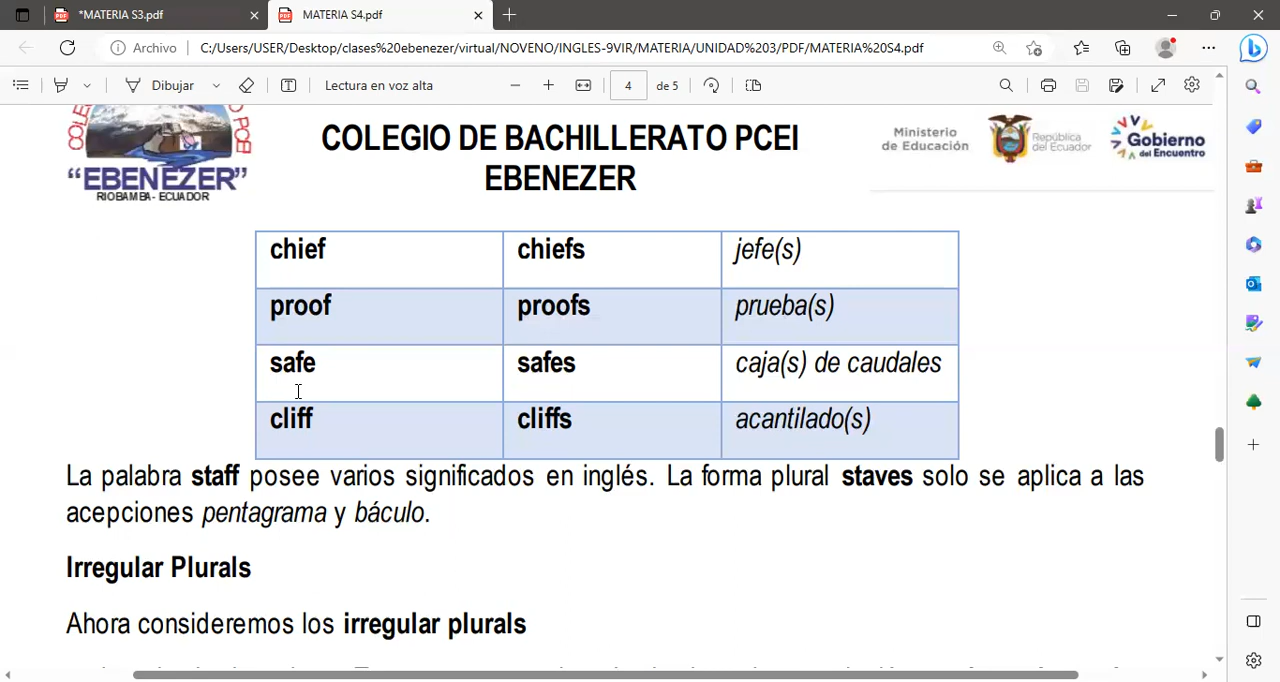 *MATERIA S3.pdf
MATERIA S4.pdf
Archivo
C:/Users/USER/Desktop/clases%20ebenezer/virtual/NOVENO/INGLES-9VIR/MATERIA/UNIDAD%203/PDF/MATERIA%20S4.pdf
Dibujar
Lectura en voz alta
4
de 5
“EBENEZER”
RIOBAMBA - ECUADOR
COLEGIO DE BACHILLERATO PCEI
EBENEZER
Ministerio
de Educación
República
del Ecuador
Gobierno
del Encuentro
chief chiefs jefe(s)
proof proofs prueba(s)
safe safes caja(s) de caudales
cliff cliffs acantilado(s)
La palabra staff posee varios significados en inglés. La forma plural staves solo se aplica a las
acepciones pentagrama y báculo.
Irregular Plurals
Ahora consideremos los irregular plurals